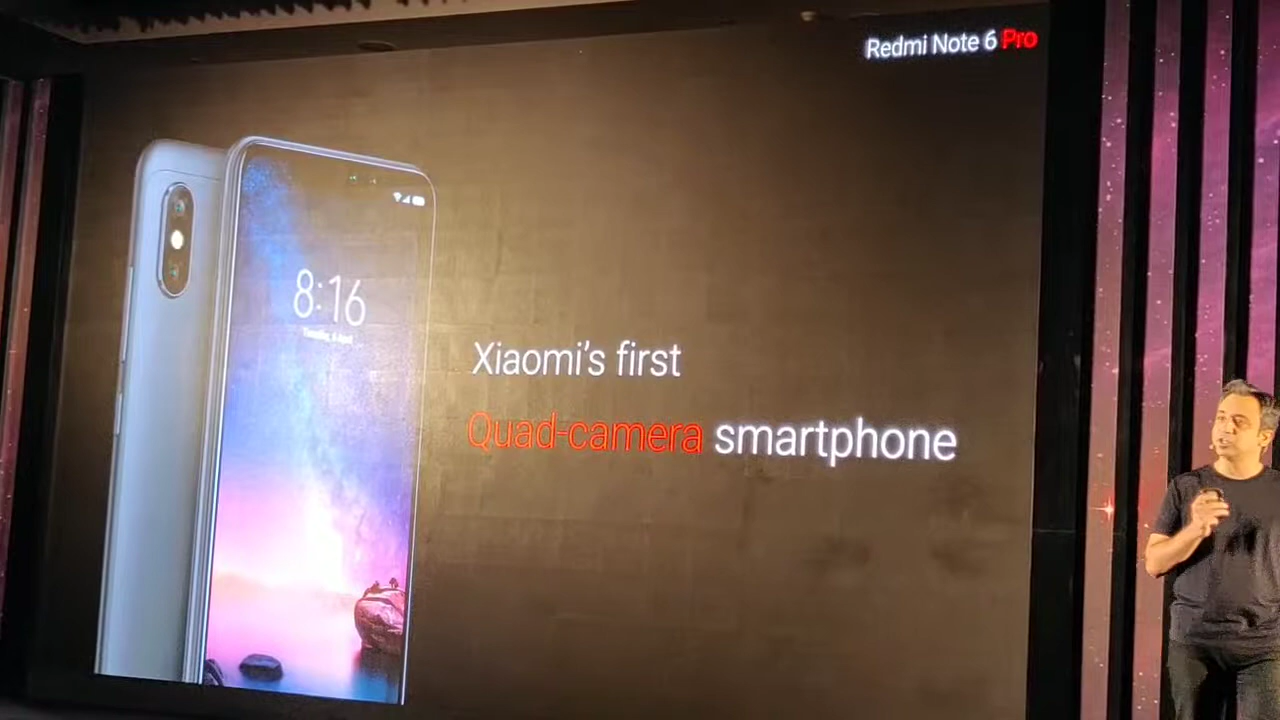 Redmi Note 6 Pro
8:16
Xiaomi's first
Quad-camera smartphone